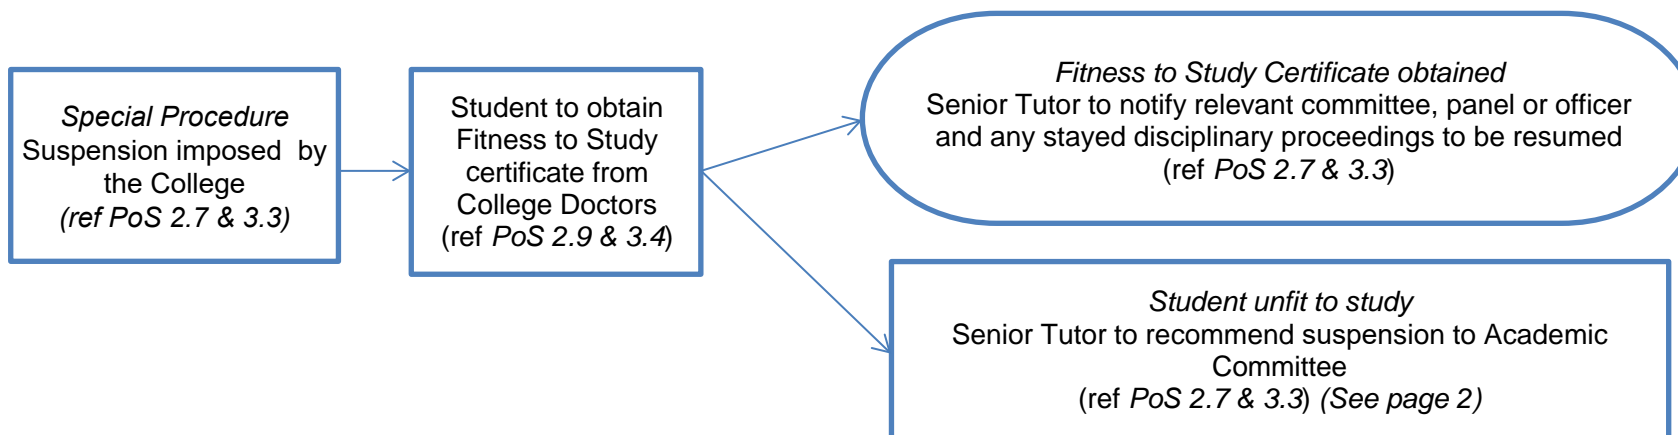 Special Procedure
Suspension imposed by
the College
(ref PoS 2.7 & 3.3)
Student to obtain
Fitness to Study
certificate from
College Doctors
(ref PoS 2.9 & 3.4)
Fitness to Study Certificate obtained
Senior Tutor to notify relevant committee, panel or officer
and any stayed disciplinary proceedings to be resumed
(ref PoS 2.7 & 3.3)
Student unfit to study
Senior Tutor to recommend suspension to Academic
Committee
(ref PoS 2.7 & 3.3) (See page 2)